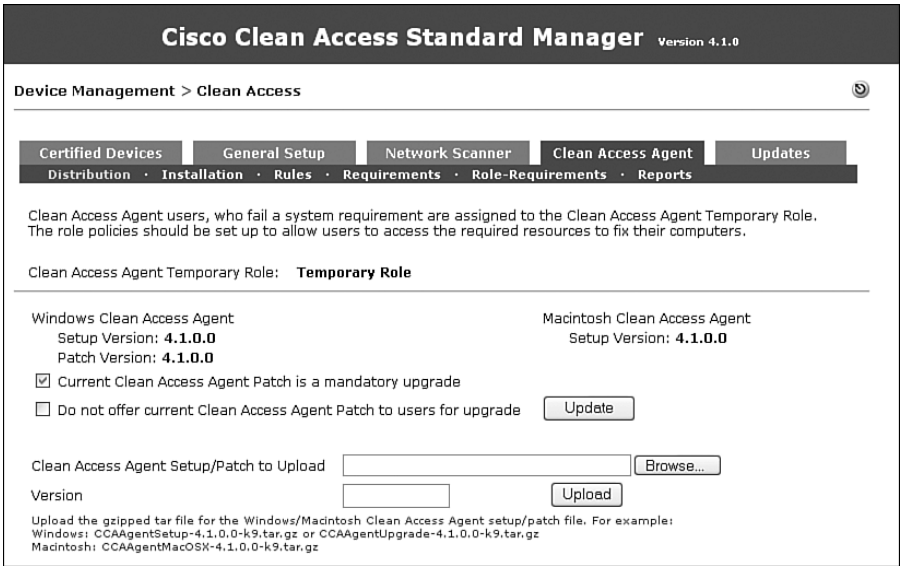 Cisco Clean Access Standard Manager Version 4.1.0
Device Management > Clean Access
Certified Devices General Setup Network Scanner Clean Access Agent Updates
Distribution · Installation · Rules · Requirements · Role-Requirements · Reports
Clean Access Agent users, who fail a system requirement are assigned to the Clean Access Agent Temporary Role.
The role policies should be set up to allow users to access the required resources to fix their computers.
Clean Access Agent Temporary Role: Temporary Role
Windows Clean Access Agent Macintosh Clean Access Agent
Setup Version: 4.1.0.0 Setup Version: 4.1.0.0
Patch Version: 4.1.0.0
Current Clean Access Agent Patch is a mandatory upgrade
Do not offer current Clean Access Agent Patch to users for upgrade Update
Clean Access Agent Setup/Patch to Upload Browse...
Version Upload
Upload the gzipped tar file for the Windows/Macintosh Clean Access Agent setup/patch file. For example:
Windows: CCAAgentSetup-4.1.0.0-k9.tar.gz or CCAAgentUpgrade-4.1.0.0-k9.tar.gz
Macintosh: CCAAgentMacOSX-4.1.0.0-k9.tar.gz